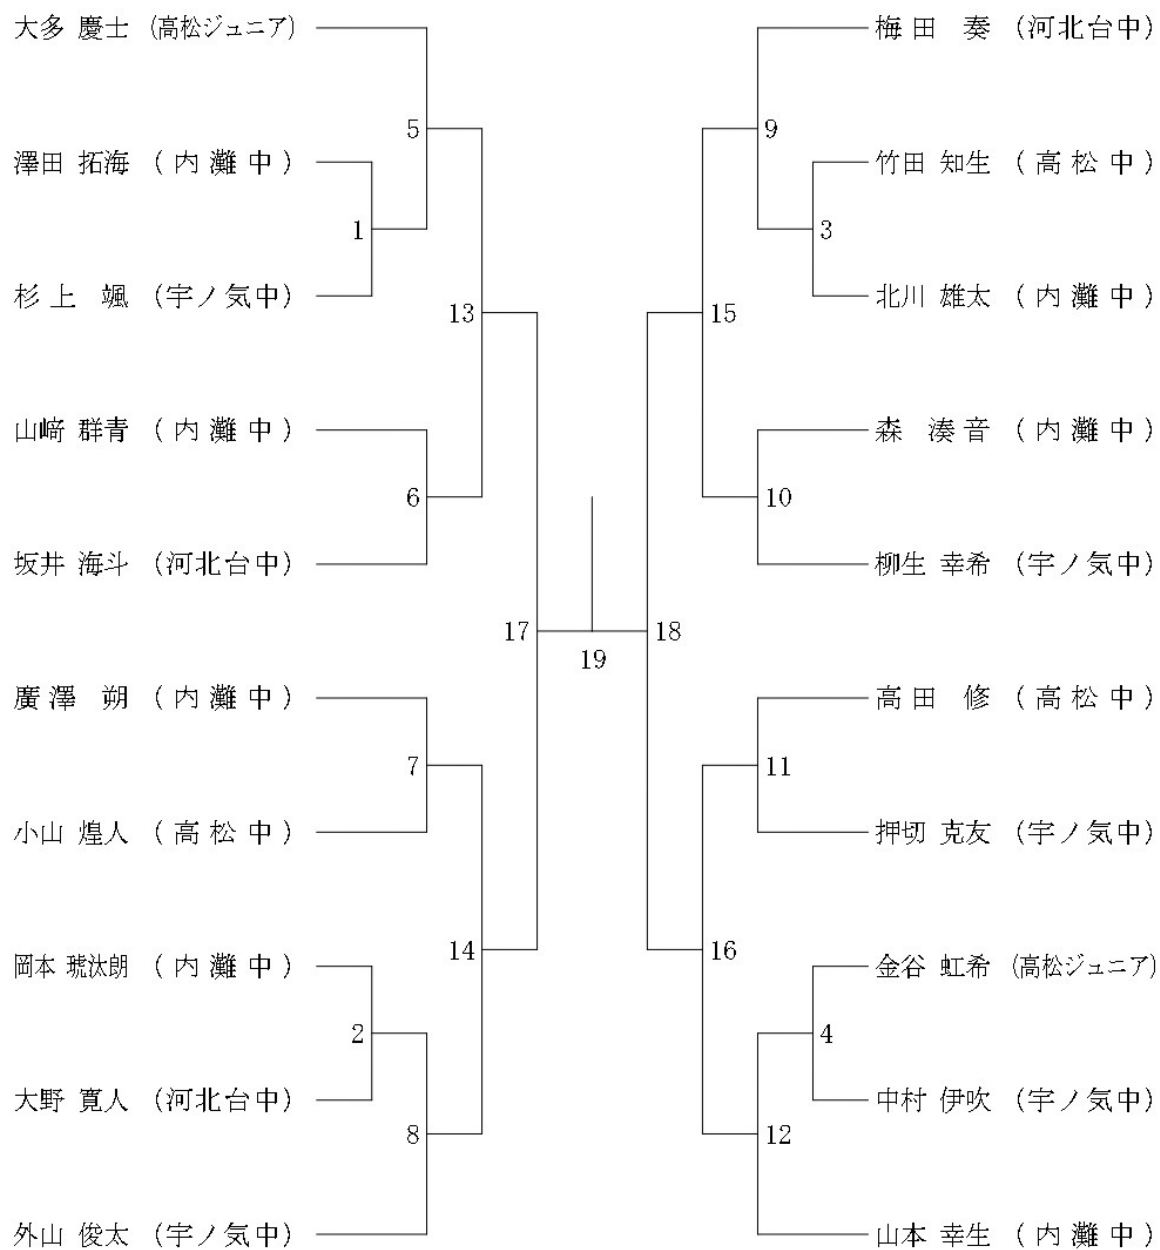 大多 慶士 (高松ジュニア)
梅田 奏 (河北台中)
5
9
澤田 拓海 (内灘中)
竹田 知生 (高松中)
1
3
杉上 颯 (宇ノ気中)
北川 雄太 (内灘中)
13
15
山﨑 群青 (内灘中)
森 湊音 (内灘中)
6
10
坂井 海斗 (河北台中)
柳生 幸希 (宇ノ気中)
17
18
19
廣澤 朔 (内灘中)
高田 修 (高松中)
7
11
小山 煌人 (高松中)
押切 克友 (宇ノ気中)
14
16
岡本 琥汰朗 (内灘中)
金谷 虹希 (高松ジュニア)
2
4
大野 寛人 (河北台中)
中村 伊吹 (宇ノ気中)
8
12
外山 俊太 (宇ノ気中)
山本 幸生 (内灘中)